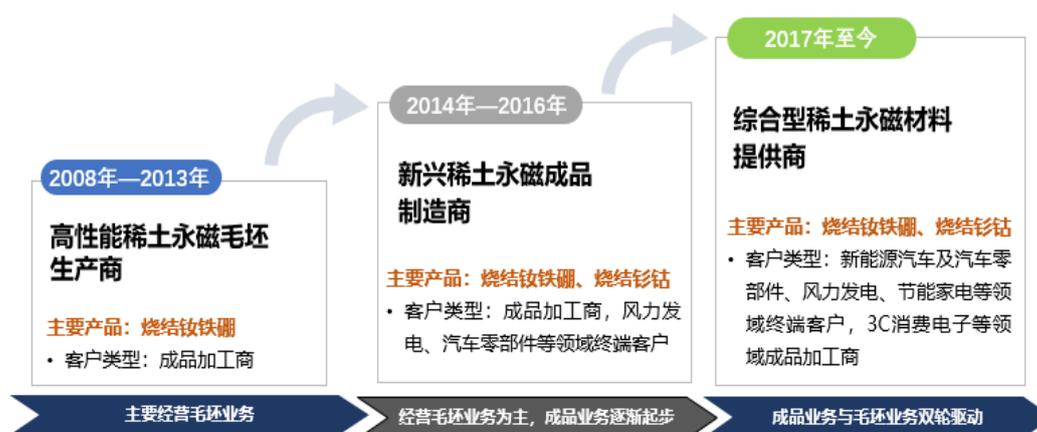 2008年—2013年
高性能稀土永磁毛坯
生产商
主要产品：烧结钕铁硼
• 客户类型：成品加工商
主要经营毛坯业务
2014年—2016年
新兴稀土永磁成品
制造商
主要产品：烧结钕铁硼、烧结钐钴
• 客户类型：成品加工商，风力发
电、汽车零部件等领域终端客户
经营毛坯业务为主，成品业务逐渐起步
2017年至今
综合型稀土永磁材料
提供商
主要产品：烧结钕铁硼、烧结钐钴
• 客户类型：新能源汽车及汽车零
部件、风力发电、节能家电等领
域终端客户，3C消费电子等领
域成品加工商
成品业务与毛坯业务双轮驱动